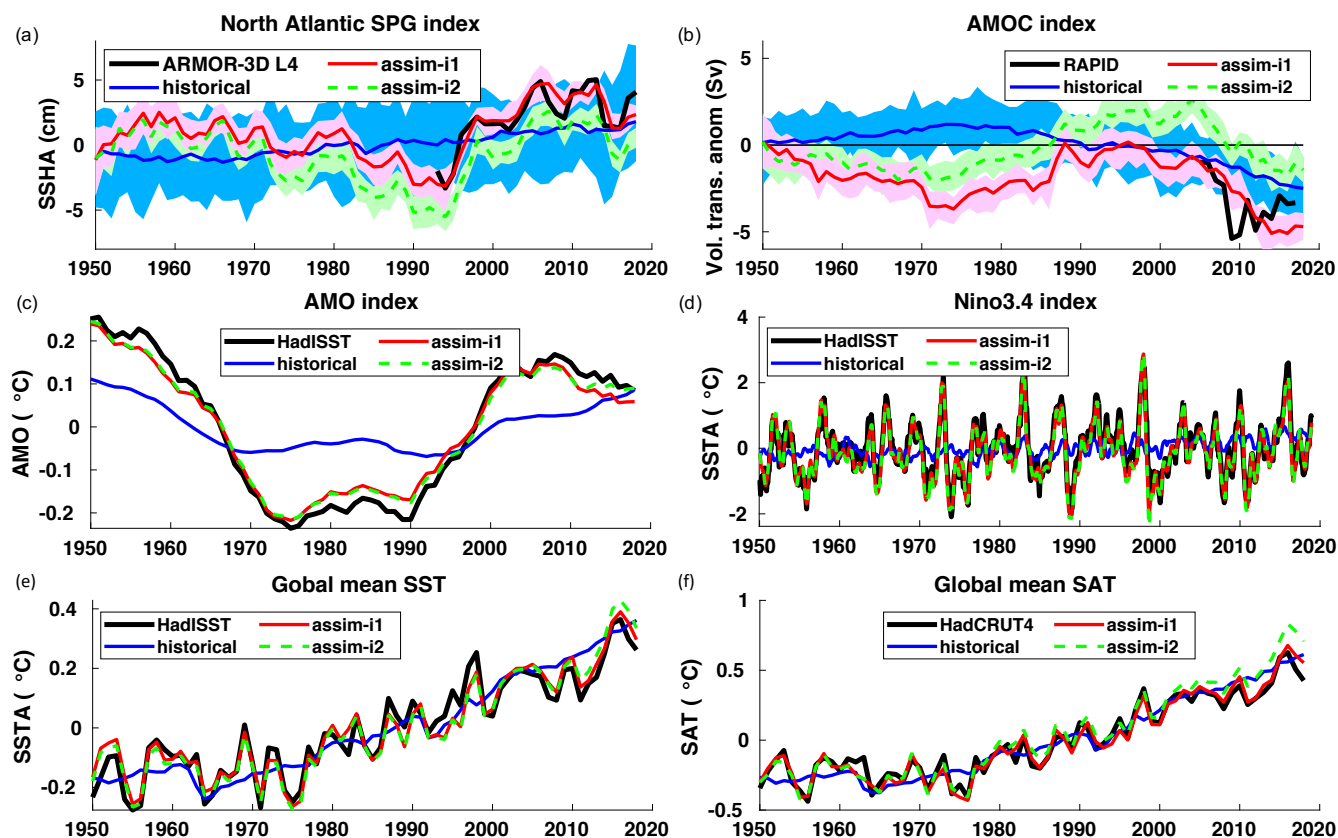 (a) North Atlantic SPG index
ARMOR-3D L4 assim-i1
historical assim-i2
SSHA (cm)
5
0
-5
1950 1960 1970 1980 1990 2000 2010 2020
(b) AMOC index
RAPID assim-i1
historical assim-i2
Vol. trans. anom (Sv)
5
0
-5
1950 1960 1970 1980 1990 2000 2010 2020
(c) AMO index
HadISST assim-i1
historical assim-i2
AMO ( °C)
0.2
0.1
0
-0.1
-0.2
1950 1960 1970 1980 1990 2000 2010 2020
(d) Nino3.4 index
HadISST assim-i1
historical assim-i2
SSTA ( °C)
4
2
0
-2
1950 1960 1970 1980 1990 2000 2010 2020
(e) Gobal mean SST
HadISST assim-i1
historical assim-i2
SSTA ( °C)
0.4
0.2
0
-0.2
1950 1960 1970 1980 1990 2000 2010 2020
(f) Global mean SAT
HadCRUT4 assim-i1
historical assim-i2
SAT ( °C)
1
0.5
0
-0.5
1950 1960 1970 1980 1990 2000 2010 2020